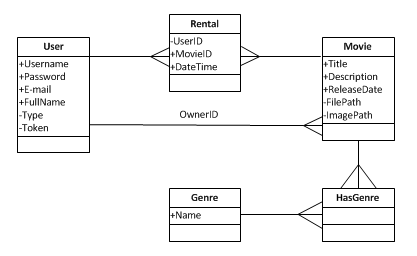 Rental
-UserID
+MovieID
+DateTime
User
+Username
+Password
+E-mail
+FullName
-Type
-Token
Movie
+Title
+Description
+ReleaseDate
-FilePath
-ImagePath
OwnerID
Genre
+Name
HasGenre